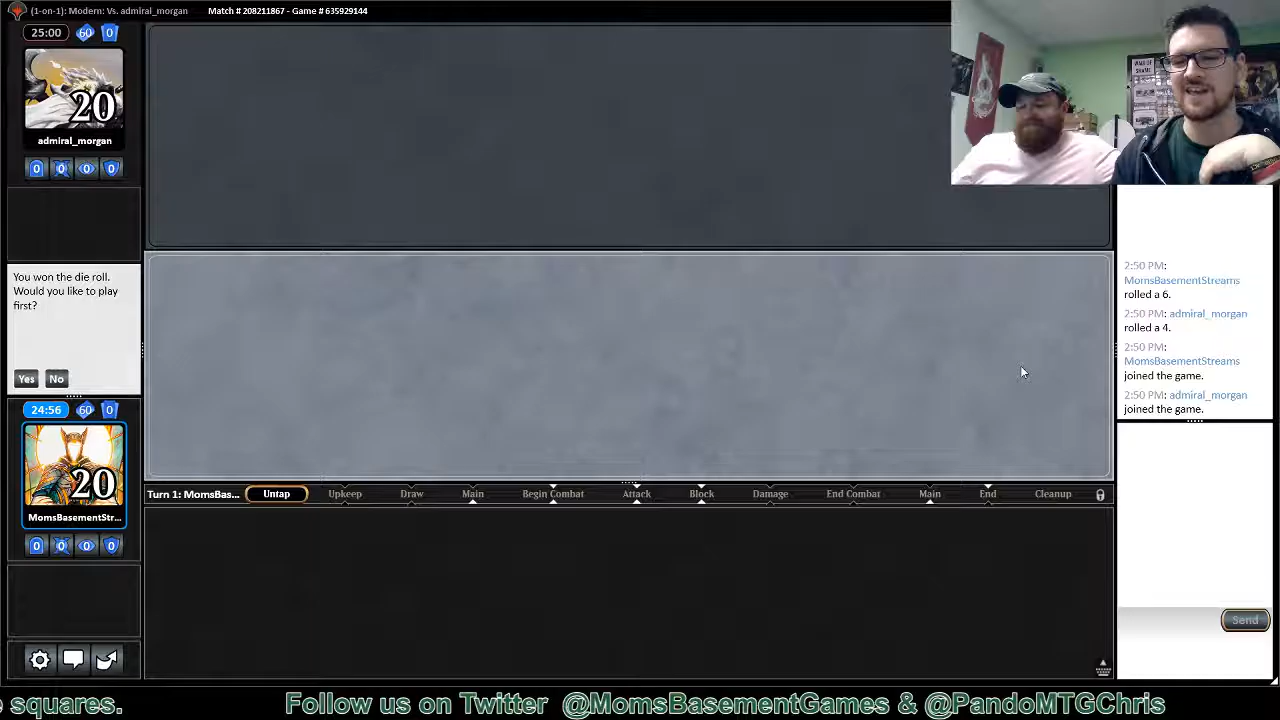 (1-on-1): Modern: Vs. admiral_morgan Match # 208211867 - Game # 635929144
25:00 60 0
20
admiral_morgan
0 0 0 0
You won the die roll.
Would you like to play
first?
Yes No
24:56 60 0
20
MomsBasementStr...
0 0 0 0
Turn 1: MomsBas... Untap Upkeep Draw Main Begin Combat Attack Block Damage End Combat Main End Cleanup
2:50 PM:
MomsBasementStreams
rolled a 6.
2:50 PM: admiral_morgan
rolled a 4.
2:50 PM:
MomsBasementStreams
joined the game.
2:50 PM: admiral_morgan
joined the game.
Send
e squares. Follow us on Twitter @MomsBasementGames & @PandoMTGChris